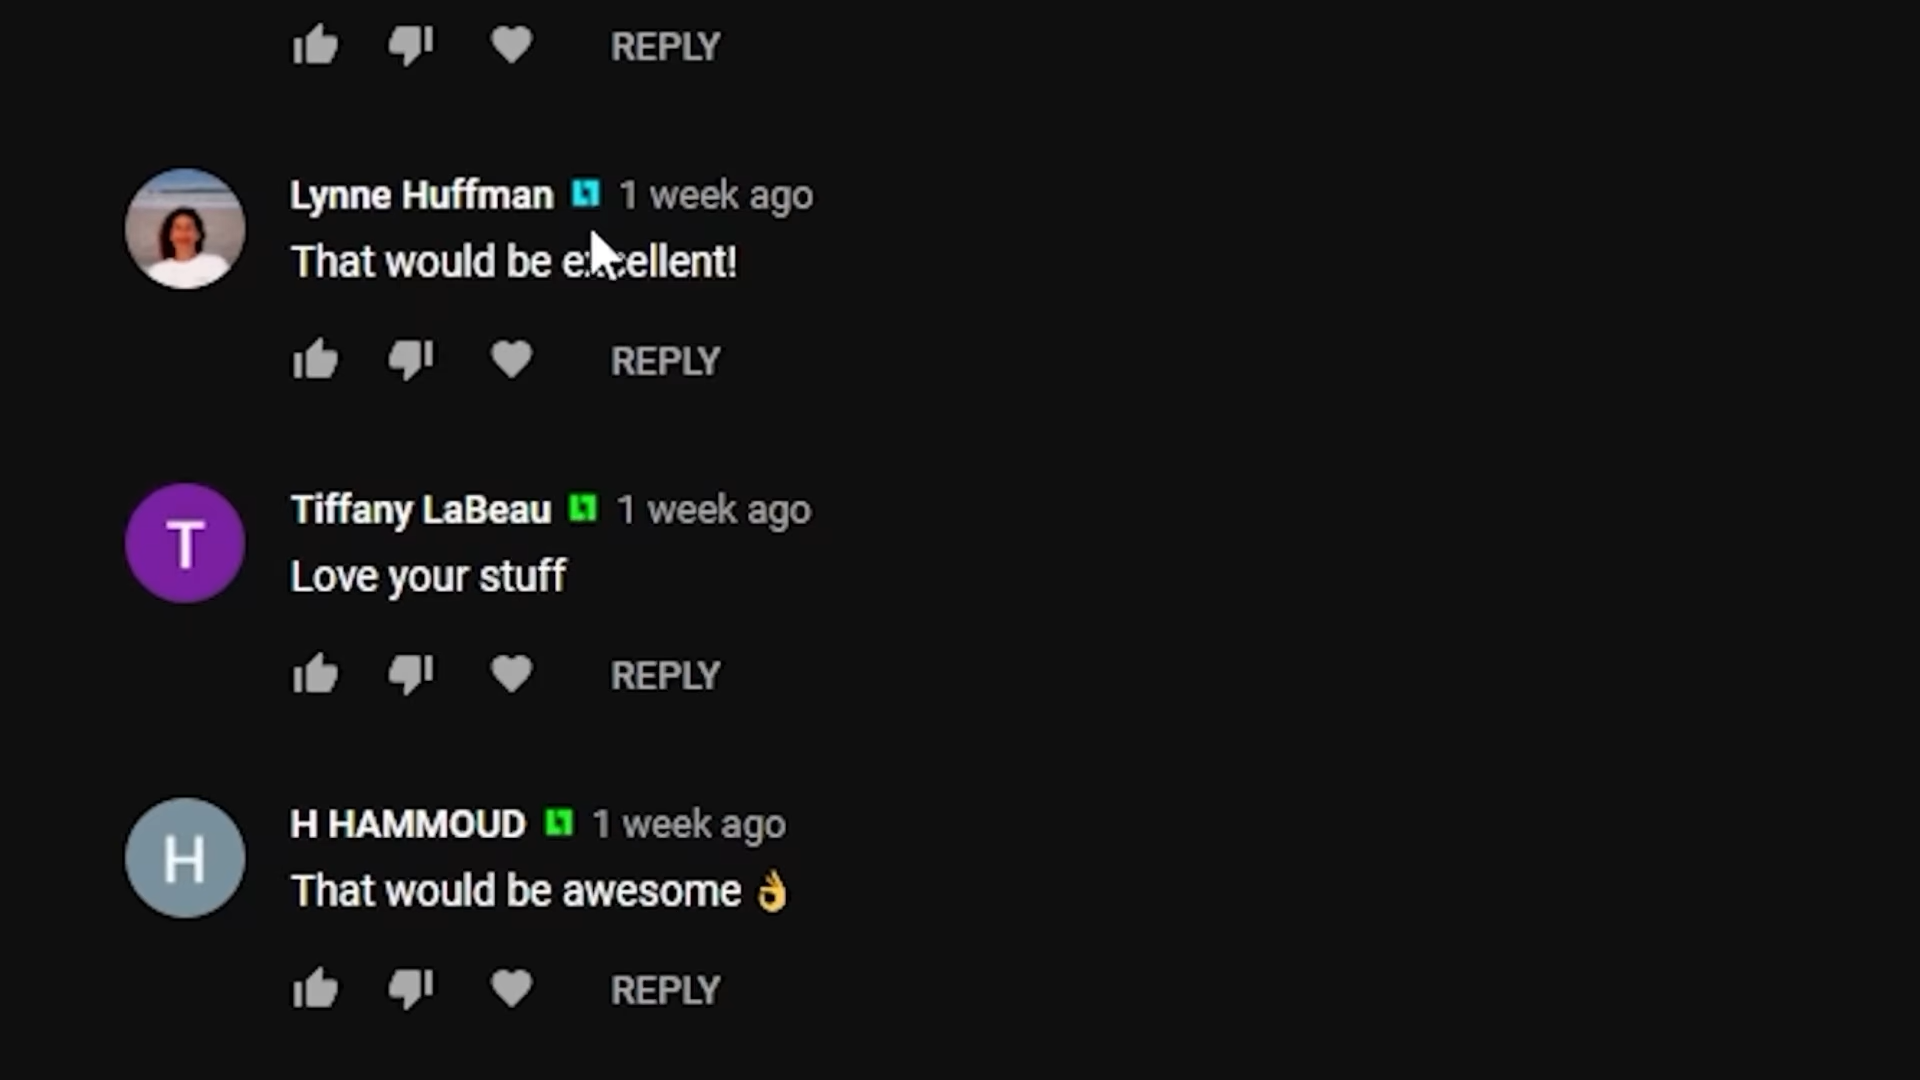 REPLY
Lynne Huffman 1 week ago
That would be excellent!
REPLY
T
Tiffany LaBeau 1 week ago
Love your stuff
REPLY
H
H HAMMOUD 1 week ago
That would be awesome 👌
REPLY